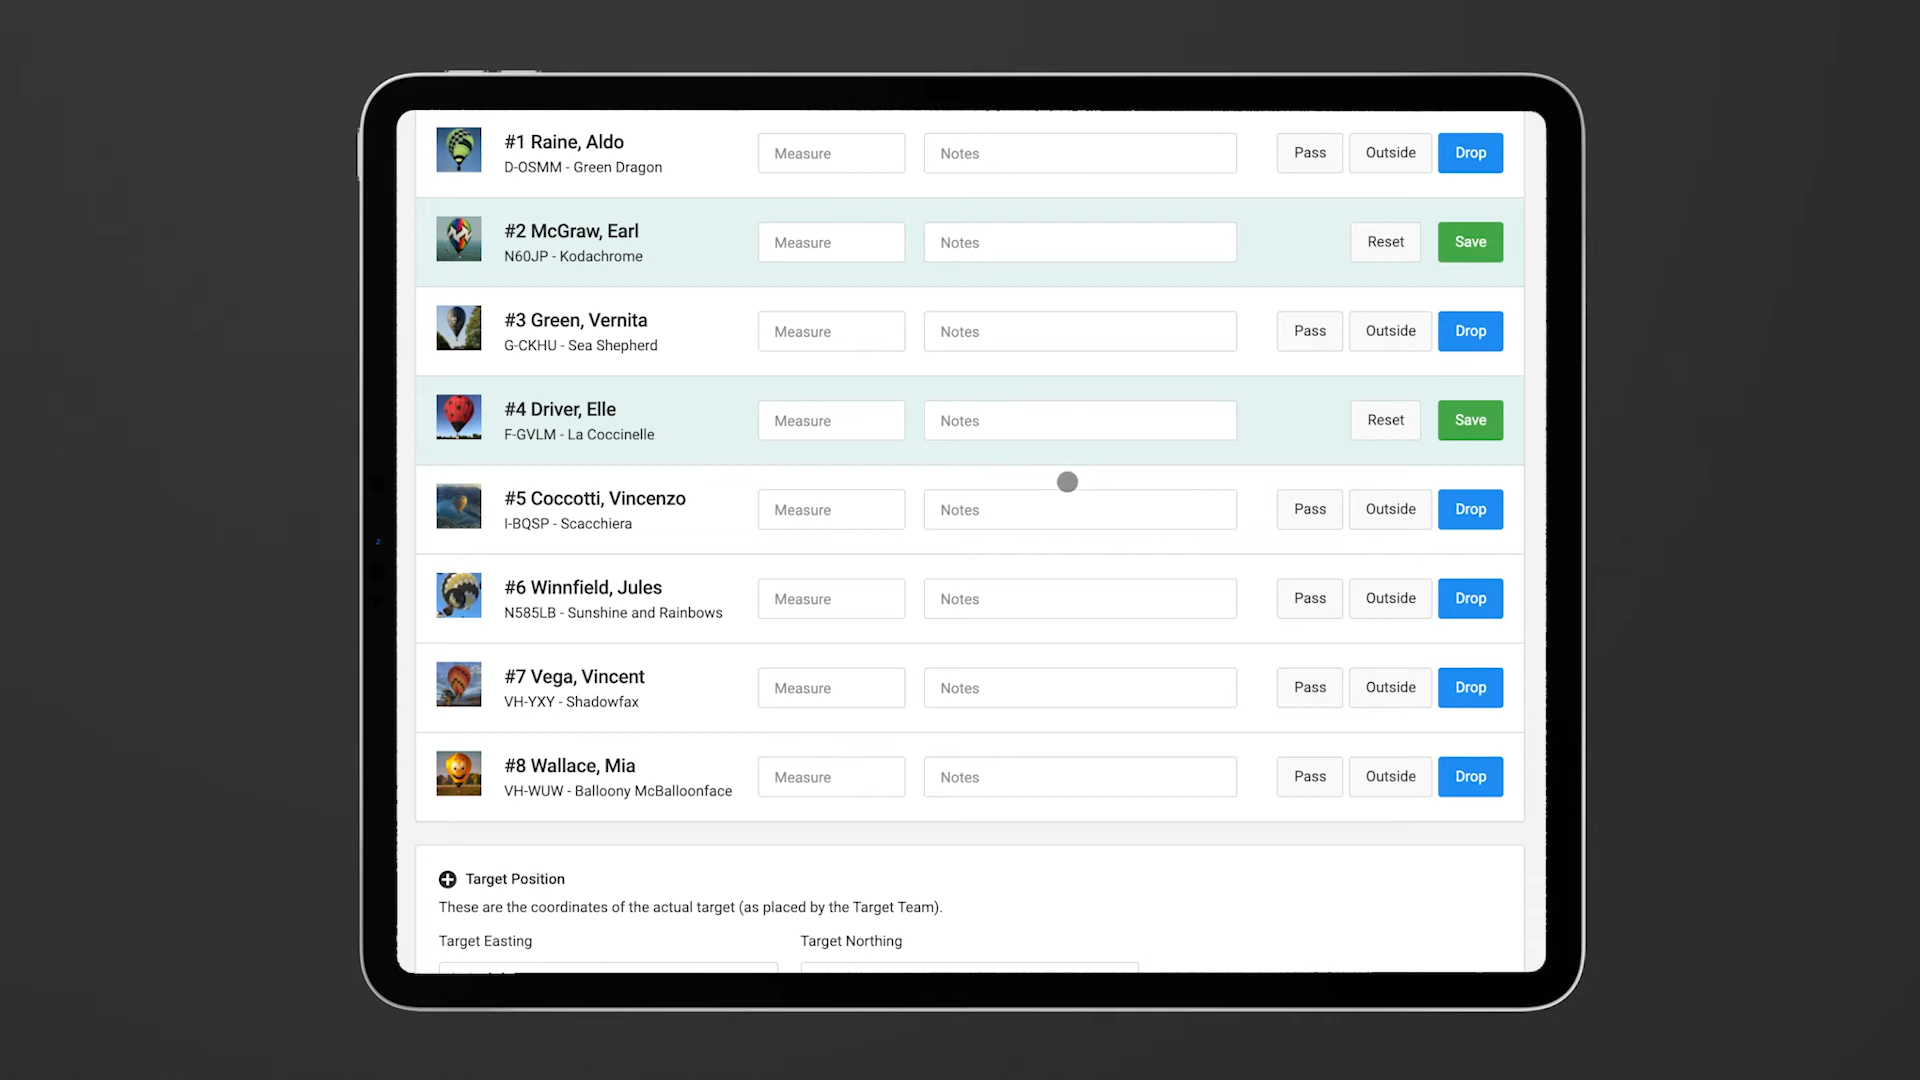 #1 Raine, Aldo
D-OSMM - Green Dragon
Measure
Notes
Pass
Outside
Drop
#2 McGraw, Earl
N60JP - Kodachrome
Measure
Notes
Reset
Save
#3 Green, Vernita
G-CKHU - Sea Shepherd
Measure
Notes
Pass
Outside
Drop
#4 Driver, Elle
F-GVLM - La Coccinelle
Measure
Notes
Reset
Save
#5 Coccotti, Vincenzo
I-BQSP - Scacchiera
Measure
Notes
Pass
Outside
Drop
#6 Winnfield, Jules
N585LB - Sunshine and Rainbows
Measure
Notes
Pass
Outside
Drop
#7 Vega, Vincent
VH-YXY - Shadowfax
Measure
Notes
Pass
Outside
Drop
#8 Wallace, Mia
VH-WUW - Balloony McBalloonface
Measure
Notes
Pass
Outside
Drop
Target Position
These are the coordinates of the actual target (as placed by the Target Team).
Target Easting
Target Northing